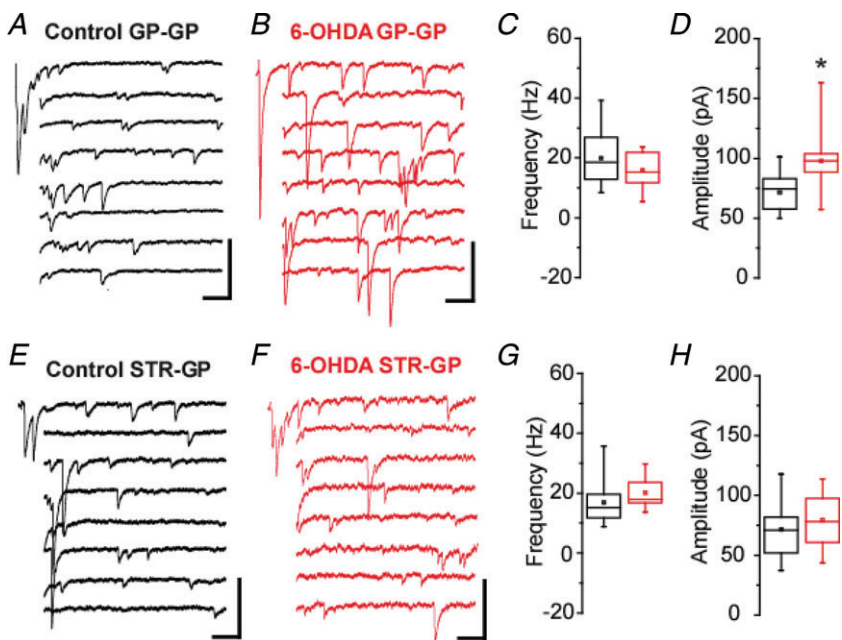 A Control GP-GP
B 6-OHDA GP-GP
C
Frequency (Hz)
60
40
20
0
-20
D
Amplitude (pA)
200
150
100
50
0
*
E Control STR-GP
F 6-OHDA STR-GP
G
Frequency (Hz)
60
40
20
0
-20
H
Amplitude (pA)
200
150
100
50
0